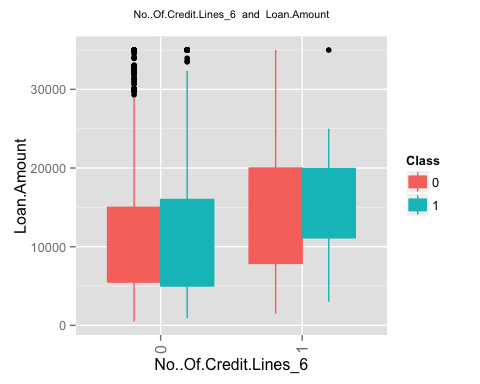 No..Of.Credit.Lines_6 and Loan.Amount
30000
20000
10000
0
Loan.Amount
0
1
No..Of.Credit.Lines_6
Class
0
1